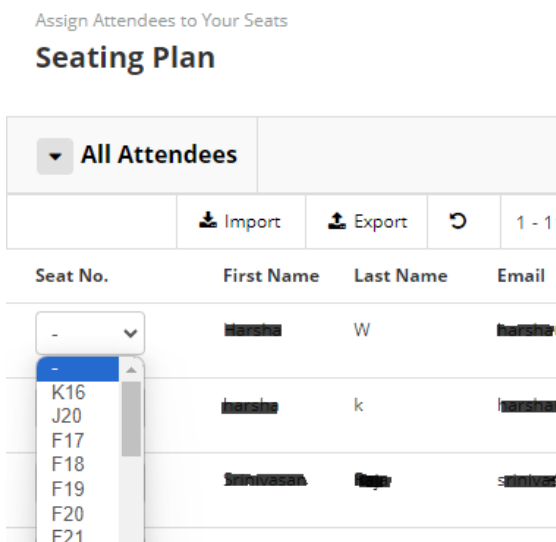 Assign Attendees to Your Seats
Seating Plan
All Attendees
Import Export 1 - 1
Seat No. First Name Last Name Email
- W
-
K16
J20 k
F17
F18
F19
F20
F21